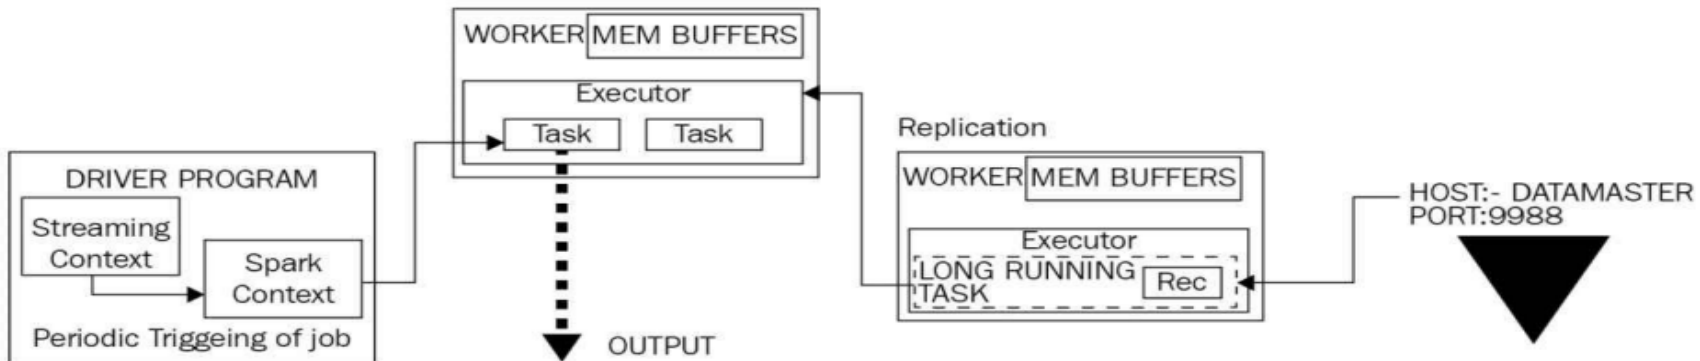 WORKER MEM BUFFERS
Executor
Task Task
DRIVER PROGRAM
Streaming
Context
Spark
Context
Periodic Triggeing of job
OUTPUT
Replication
WORKER MEM BUFFERS
Executor
LONG RUNNING
TASK
Rec
HOST:- DATAMASTER
PORT:9988